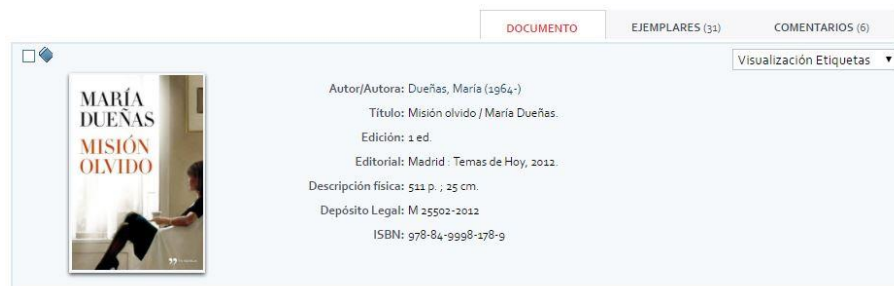 DOCUMENTO EJEMPLARES (31) COMENTARIOS (6)
Visualización Etiquetas
MARÍA
DUEÑAS
MISIÓN
OLVIDO
Autor/Autora: Dueñas, María (1964-)
Título: Misión olvido / María Dueñas.
Edición: 1 ed.
Editorial: Madrid : Temas de Hoy, 2012.
Descripción física: 511 p. ; 25 cm.
Depósito Legal: M 25502-2012
ISBN: 978-84-9998-178-9